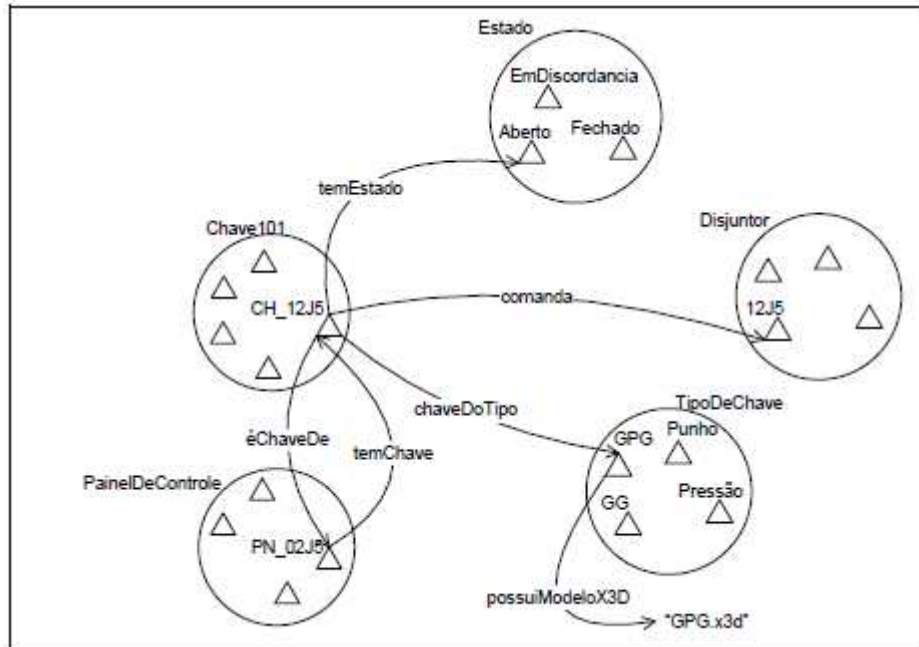 Estado
EmDiscordancia
Aberto
Fechado
temEstado
Chave101
Disjuntor
CH_12J5
comanda
12J5
chaveDoTipo
TipoDeChave
GPG
Punho
éChaveDe
temChave
PainelDeControle
GG
Pressão
PN_02J5
possuiModeloX3D
"GPG.x3d"